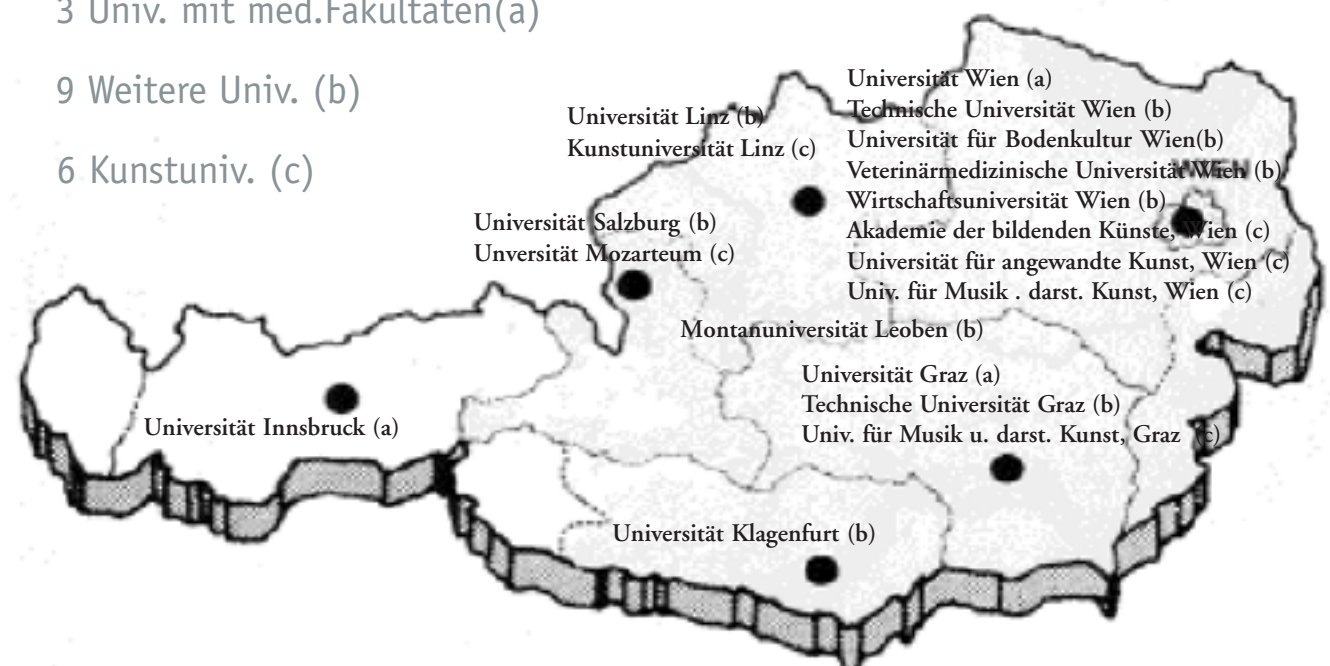 3 Univ. mit med.Fakultäten(a)
9 Weitere Univ. (b)
6 Kunstuniv. (c)
Universität Linz (b)
Kunstuniversität Linz (c)
Universität Salzburg (b)
Unversität Mozarteum (c)
Universität Wien (a)
Technische Universität Wien (b)
Universität für Bodenkultur Wien(b)
Veterinärmedizinische Universität Wien (b)
Wirtschaftsuniversität Wien (b)
Akademie der bildenden Künste, Wien (c)
Universität für angewandte Kunst, Wien (c)
Univ. für Musik . darst. Kunst, Wien (c)
WIEN
Montanuniversität Leoben (b)
Universität Graz (a)
Technische Universität Graz (b)
Univ. für Musik u. darst. Kunst, Graz (c)
Universität Innsbruck (a)
Universität Klagenfurt (b)